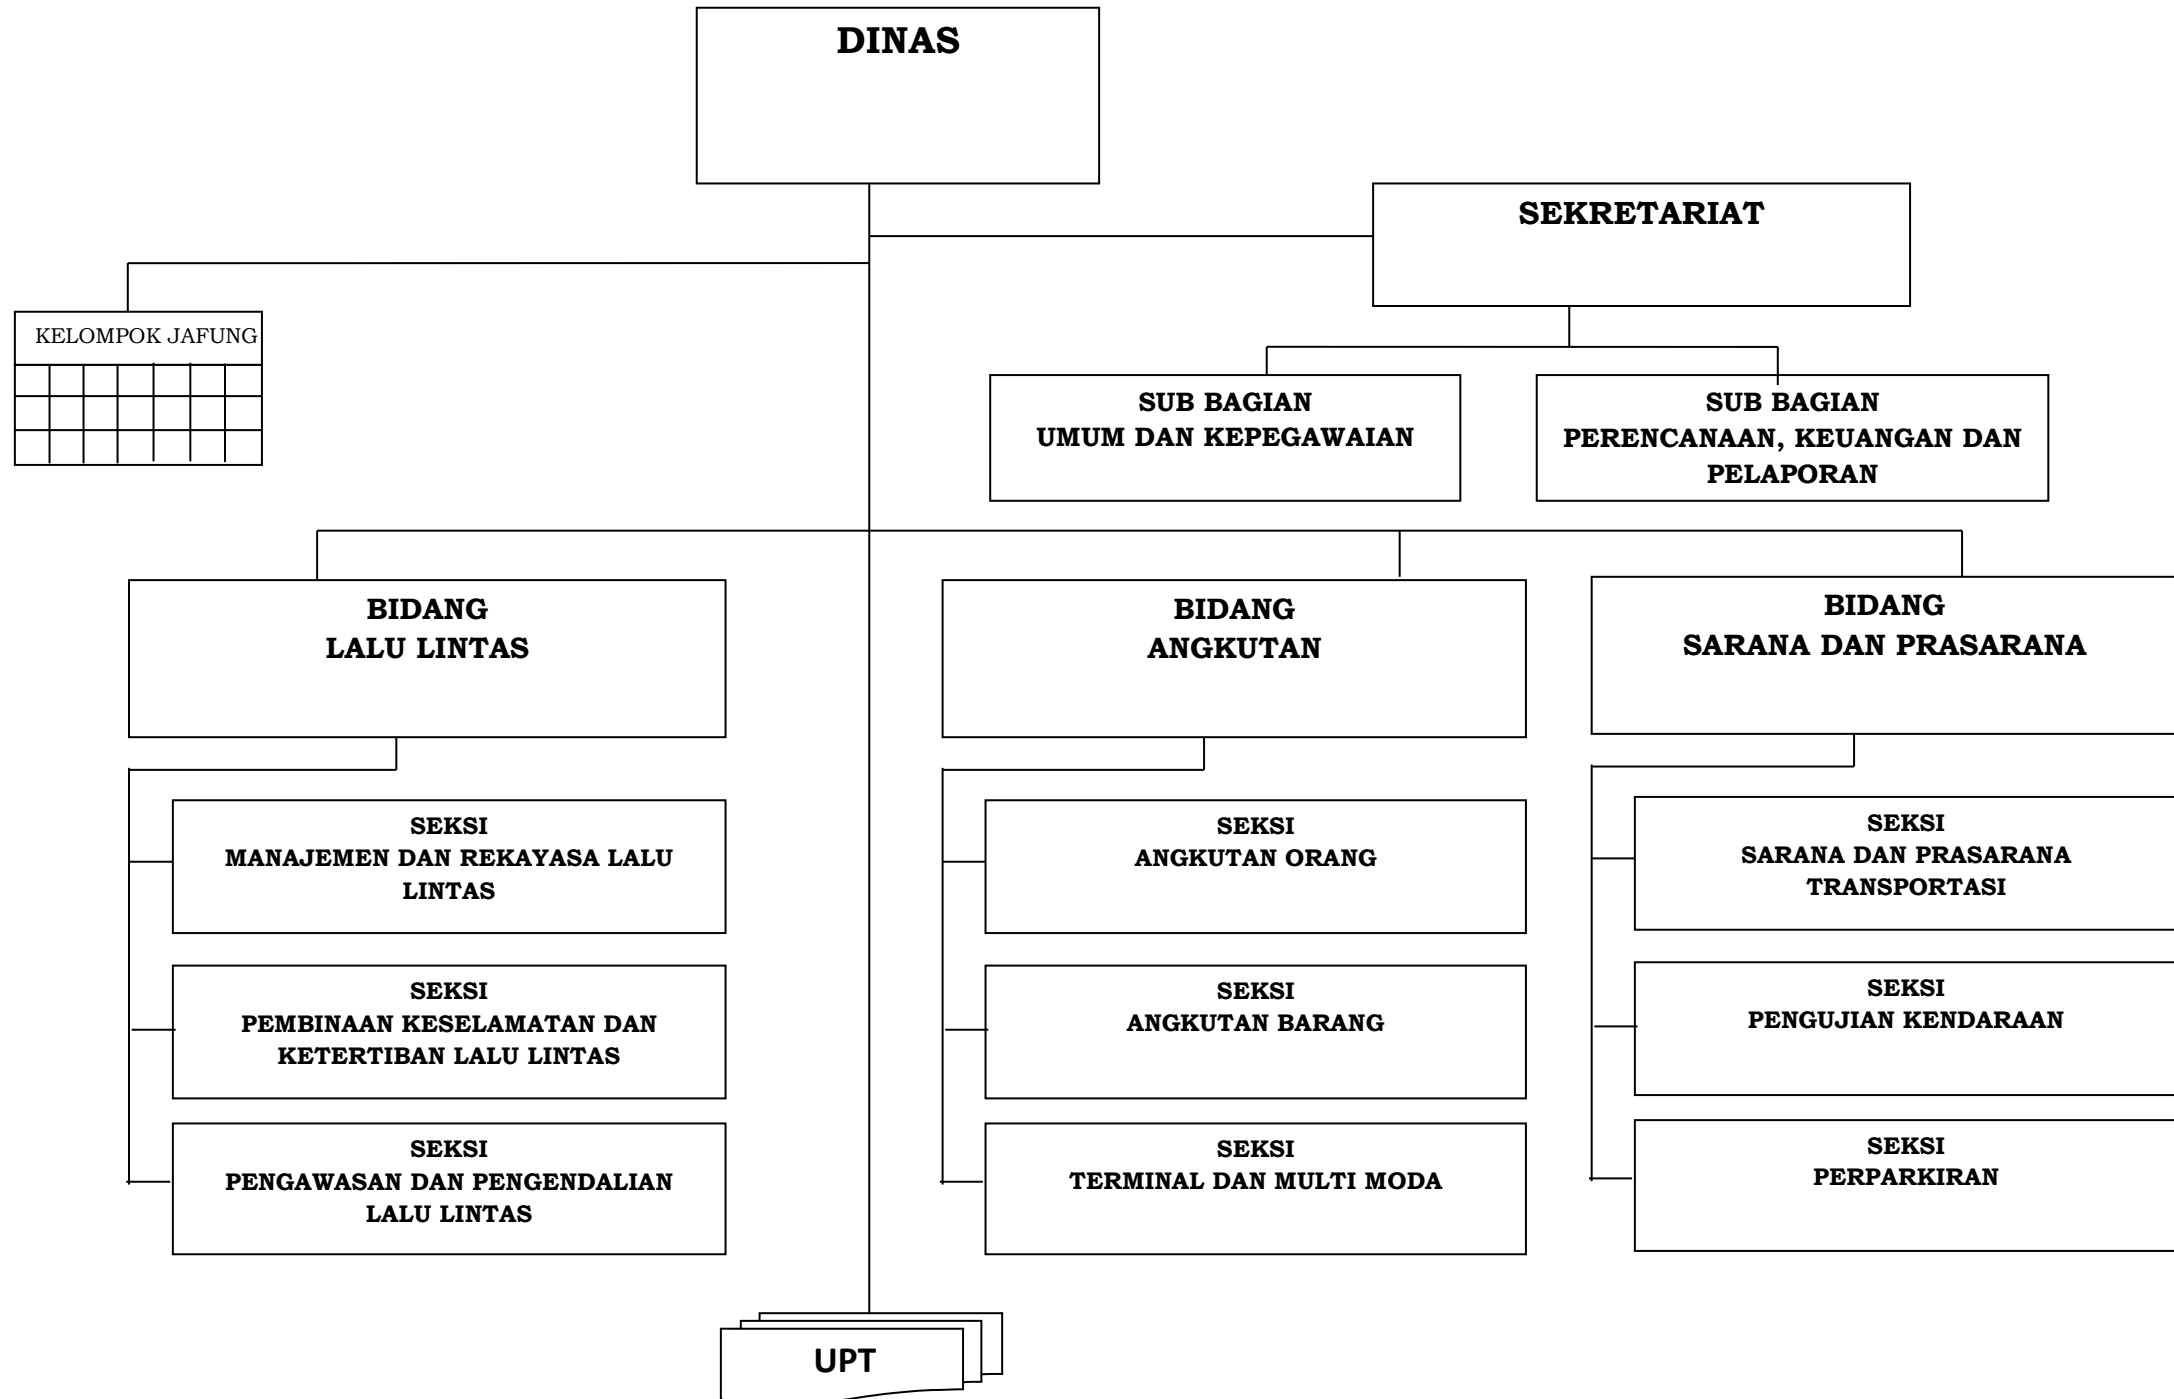 DINAS
SEKRETARIAT
KELOMPOK JAFUNG
SUB BAGIAN
UMUM DAN KEPEGAWAIAN
SUB BAGIAN
PERENCANAAN, KEUANGAN DAN
PELAPORAN
BIDANG
LALU LINTAS
BIDANG
ANGKUTAN
BIDANG
SARANA DAN PRASARANA
SEKSI
MANAJEMEN DAN REKAYASA LALU
LINTAS
SEKSI
ANGKUTAN ORANG
SEKSI
SARANA DAN PRASARANA
TRANSPORTASI
SEKSI
PEMBINAAN KESELAMATAN DAN
KETERTIBAN LALU LINTAS
SEKSI
ANGKUTAN BARANG
SEKSI
PENGUJIAN KENDARAAN
SEKSI
PENGAWASAN DAN PENGENDALIAN
LALU LINTAS
SEKSI
TERMINAL DAN MULTI MODA
SEKSI
PERPARKIRAN
UPT